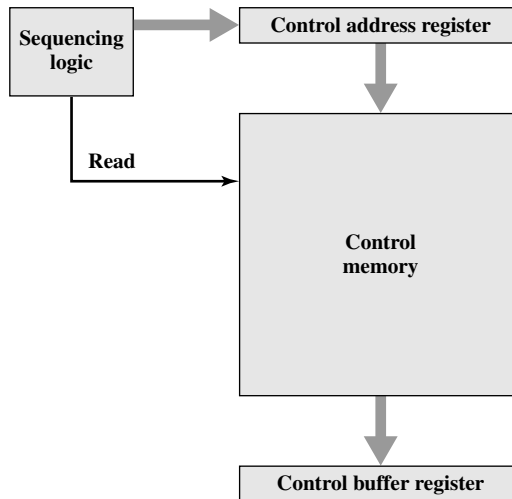 Sequencing
logic
Control address register
Read
Control
memory
Control buffer register